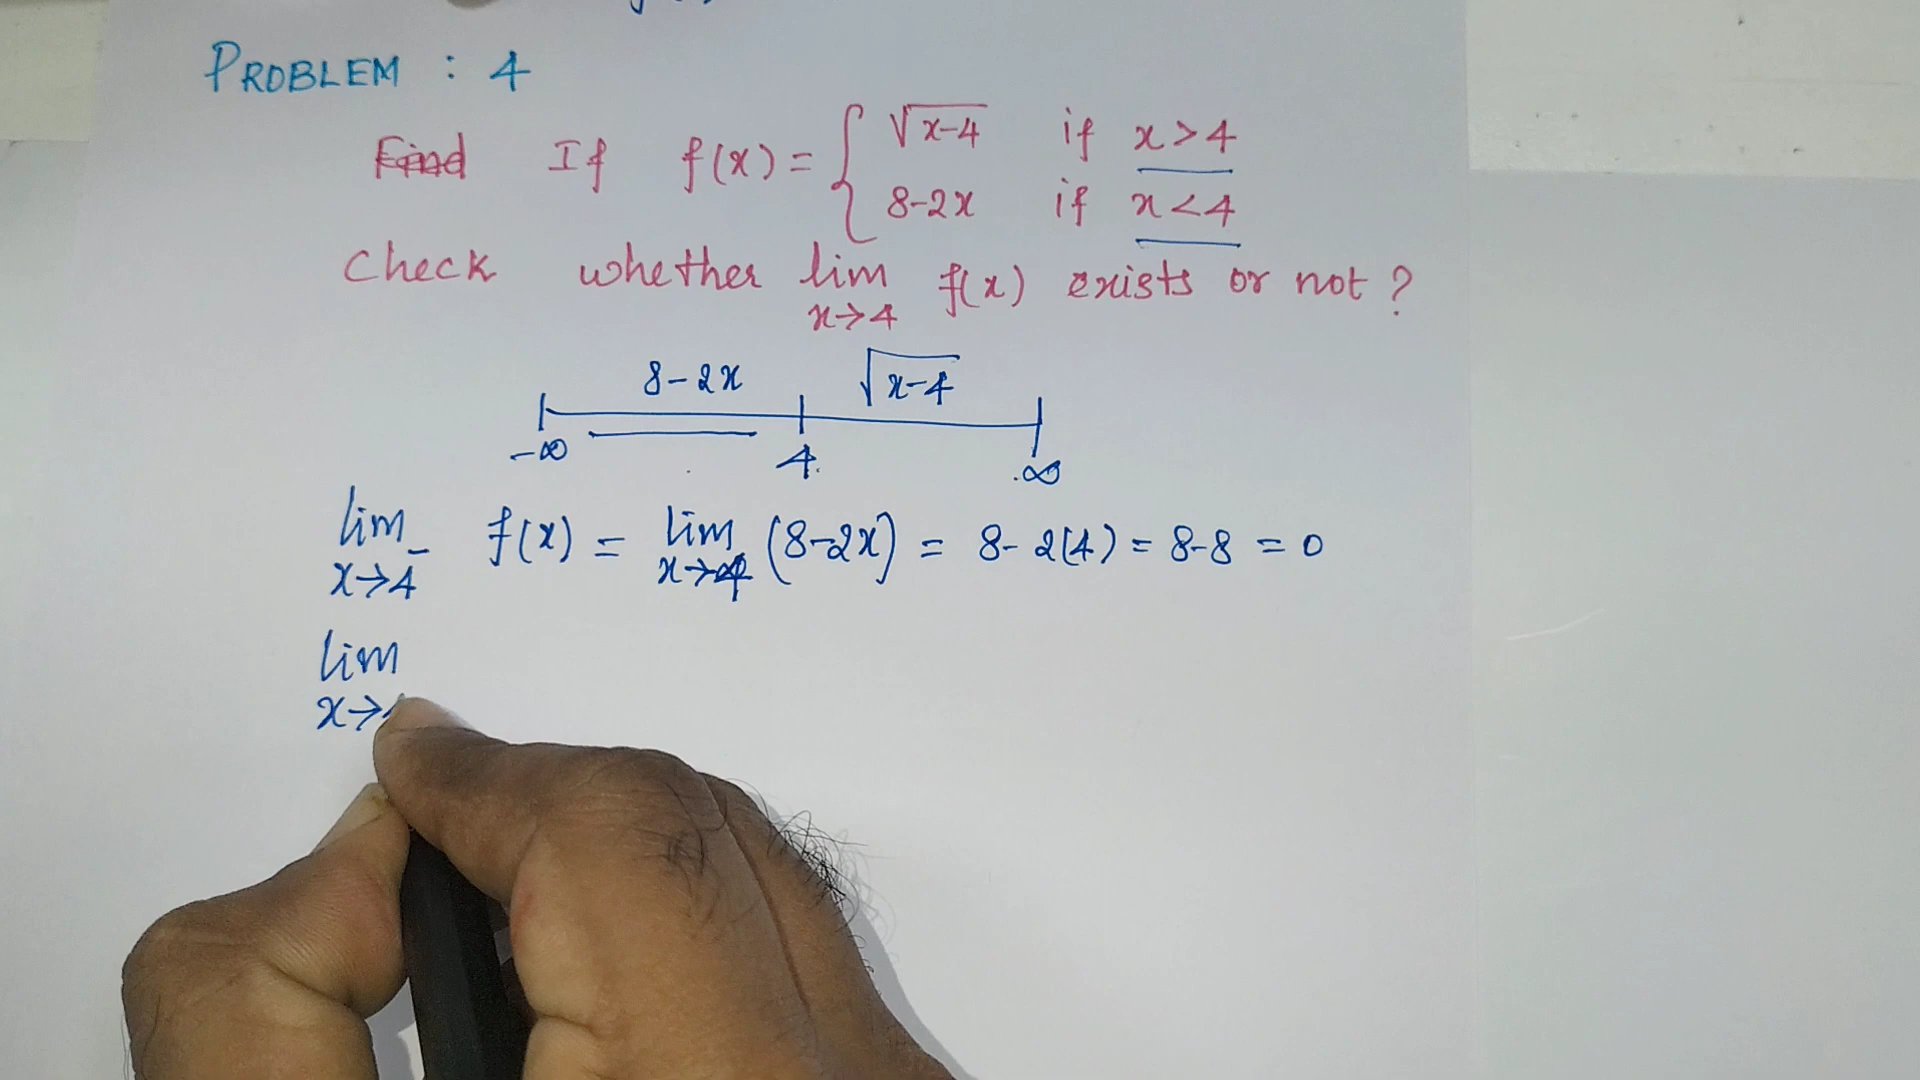 PROBLEM : 4
Find If f(x) = { √x-4 if x>4
8-2x if x<4
Check whether lim f(x) exists or not ?
x→4
8-2x √x-4
-∞ 4 ∞
lim f(x) = lim (8-2x) = 8-2(4) = 8-8 = 0
x→4⁻ x→4
lim
x→